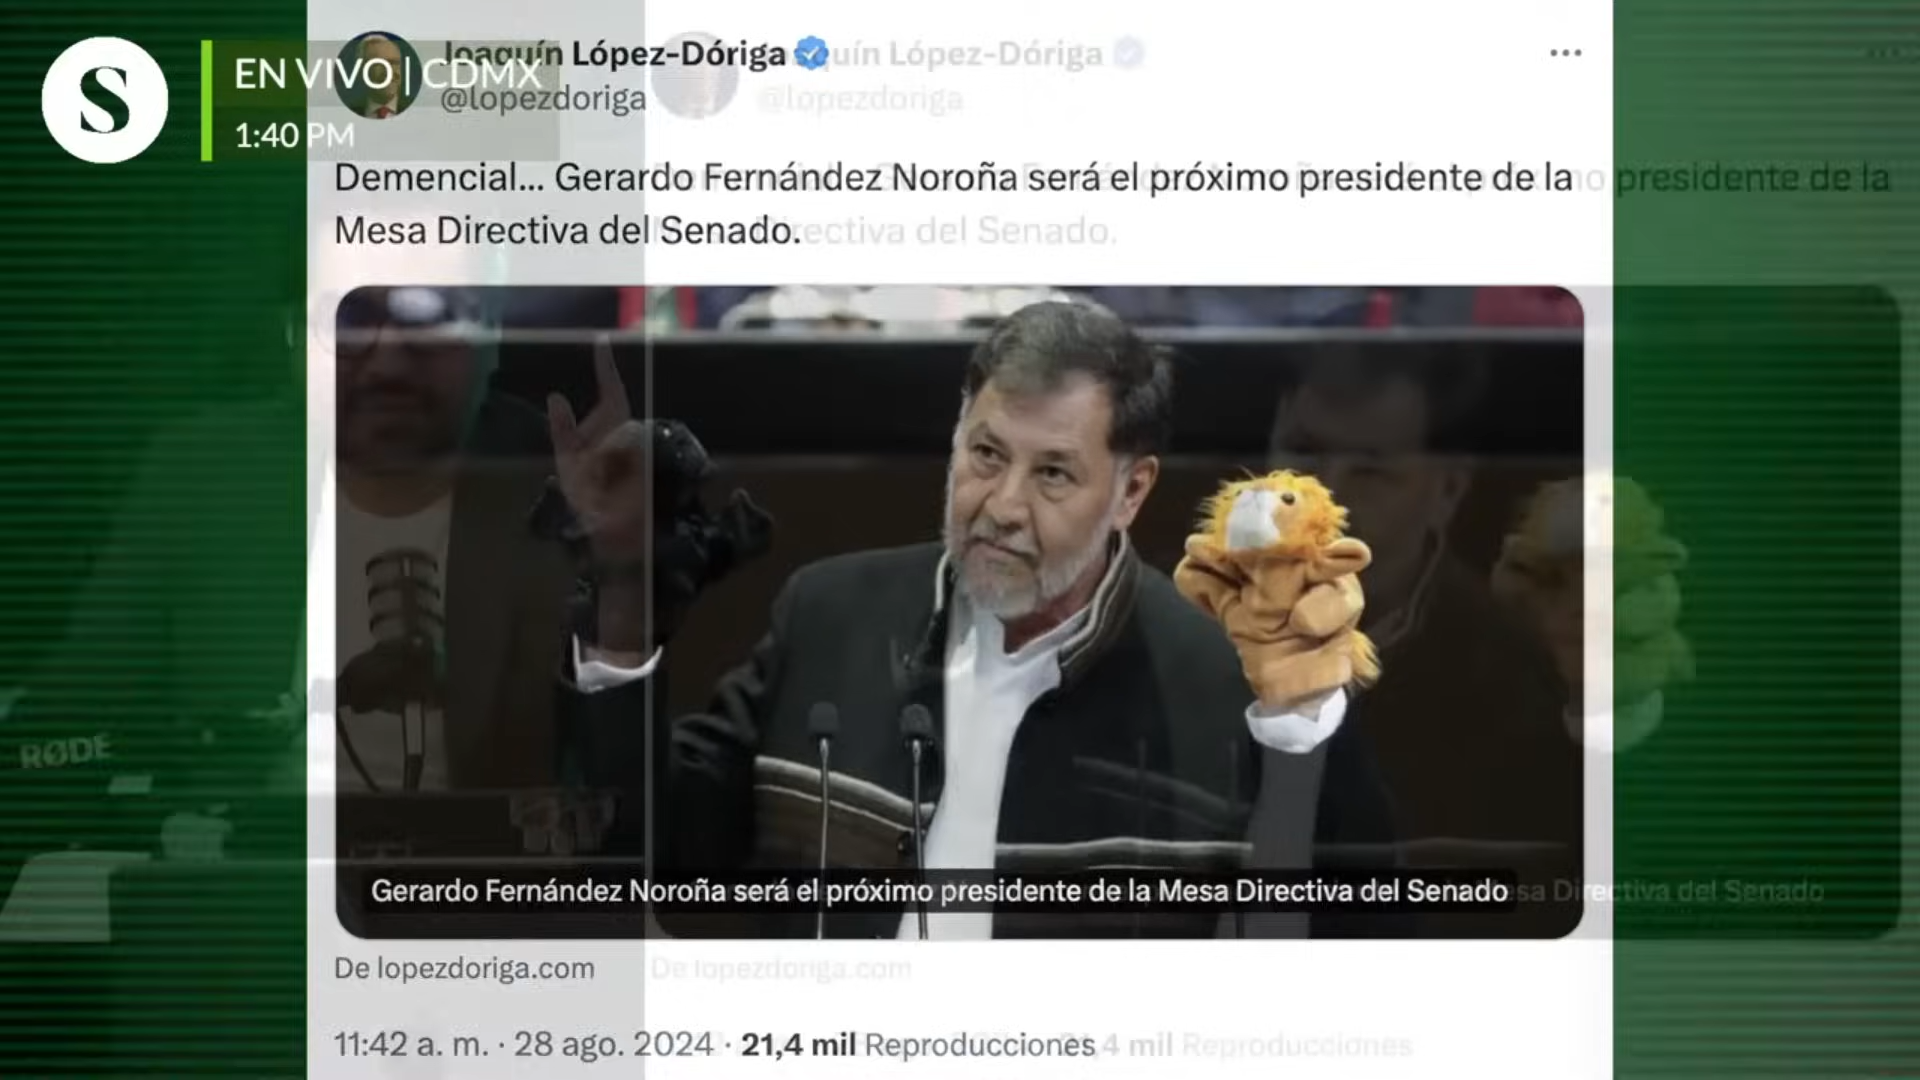 S
EN VIVO | CDMX
1:40 PM
Joaquín López-Dóriga
@lopezdoriga
Demencial... Gerardo Fernández Noroña será el próximo presidente de la
Mesa Directiva del Senado.
Gerardo Fernández Noroña será el próximo presidente de la Mesa Directiva del Senado
De lopezdoriga.com
11:42 a. m. · 28 ago. 2024 · 21,4 mil Reproducciones
RØDE